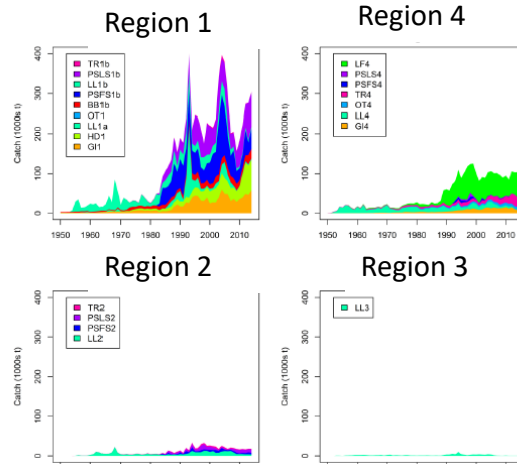 Region 1
Region 4
400
300
200
100
0
Catch (1000s t)
TR1b
PSLS1b
LL1b
PSFS1b
BB1b
OT1
LL1a
HD1
GI1
1950 1960 1970 1980 1990 2000 2010
400
300
200
100
0
Catch (1000s t)
LF4
PSLS4
PSFS4
TR4
OT4
LL4
GI4
1950 1960 1970 1980 1990 2000 2010
Region 2
Region 3
400
300
200
100
0
Catch (1000s t)
TR2
PSLS2
PSFS2
LL2
400
300
200
100
0
Catch (1000s t)
LL3